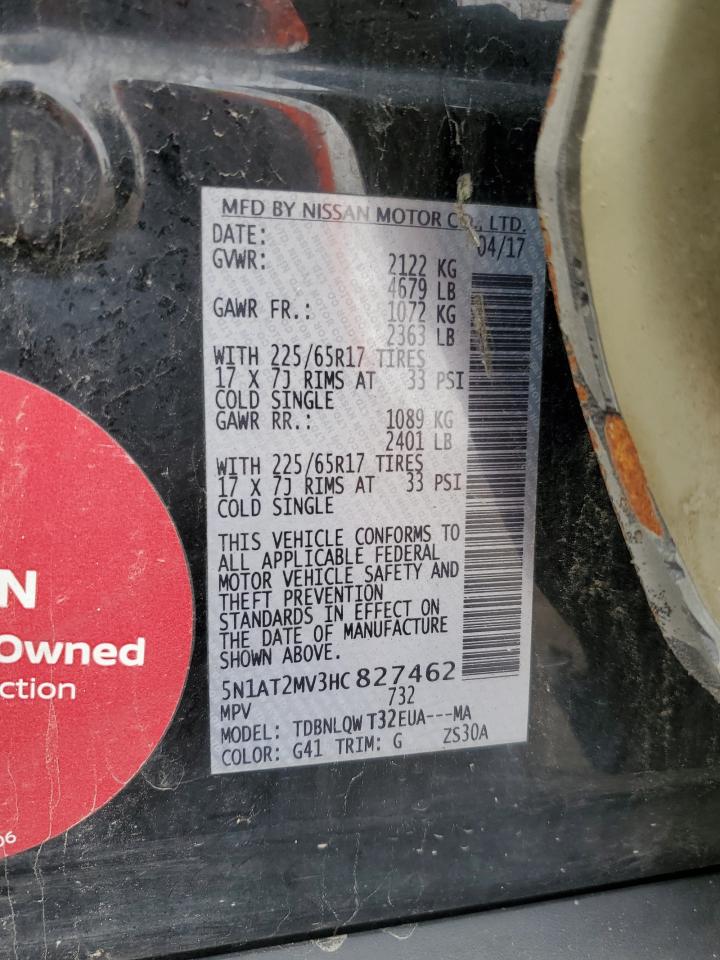 MFD BY NISSAN MOTOR CO., LTD.
DATE: 04/17
GVWR: 2122 KG
4679 LB
GAWR FR.: 1072 KG
2363 LB
WITH 225/65R17 TIRES
17 X 7J RIMS AT 33 PSI
COLD SINGLE
GAWR RR.: 1089 KG
2401 LB
WITH 225/65R17 TIRES
17 X 7J RIMS AT 33 PSI
COLD SINGLE
THIS VEHICLE CONFORMS TO
ALL APPLICABLE FEDERAL
MOTOR VEHICLE SAFETY AND
THEFT PREVENTION
STANDARDS IN EFFECT ON
THE DATE OF MANUFACTURE
SHOWN ABOVE.
5N1AT2MV3HC 827462
MPV 732
MODEL: TDBNLQW T32EUA---MA
COLOR: G41 TRIM: G ZS30A
N
Owned
ction
06